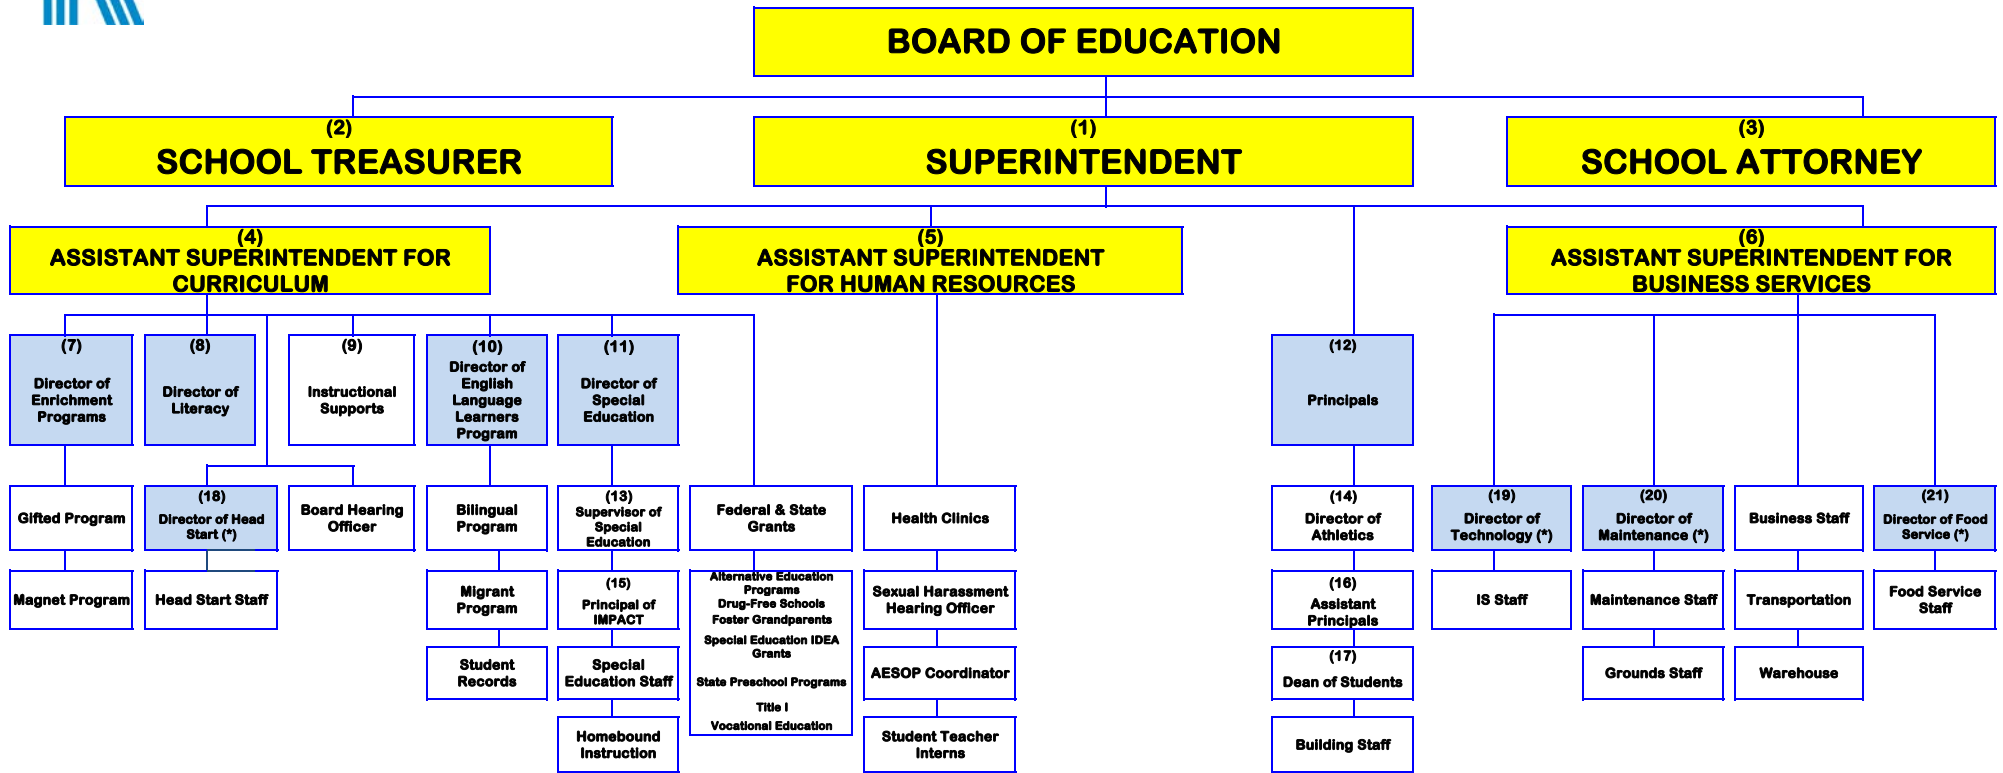 BOARD OF EDUCATION
(2)
SCHOOL TREASURER
(1)
SUPERINTENDENT
(3)
SCHOOL ATTORNEY
(4)
ASSISTANT SUPERINTENDENT FOR
CURRICULUM
(5)
ASSISTANT SUPERINTENDENT
FOR HUMAN RESOURCES
(6)
ASSISTANT SUPERINTENDENT FOR
BUSINESS SERVICES
(7)
Director of
Enrichment
Programs
(8)
Director of
Literacy
(9)
Instructional
Supports
(10)
Director of
English
Language
Learners
Program
(11)
Director of
Special
Education
(12)
Principals
Gifted Program
(18)
Director of Head
Start (*)
Board Hearing
Officer
Bilingual
Program
(13)
Supervisor of
Special
Education
Federal & State
Grants
Health Clinics
(14)
Director of
Athletics
(19)
Director of
Technology (*)
(20)
Director of
Maintenance (*)
Business Staff
(21)
Director of Food
Service (*)
Magnet Program
Head Start Staff
Migrant
Program
(15)
Principal of
IMPACT
Alternative Education
Programs
Drug-Free Schools
Foster Grandparents
Special Education IDEA
Grants
State Preschool Programs
Title I
Vocational Education
Sexual Harassment
Hearing Officer
(16)
Assistant
Principals
IS Staff
Maintenance Staff
Transportation
Food Service
Staff
Student
Records
Special
Education Staff
AESOP Coordinator
(17)
Dean of Students
Grounds Staff
Warehouse
Homebound
Instruction
Student Teacher
Interns
Building Staff